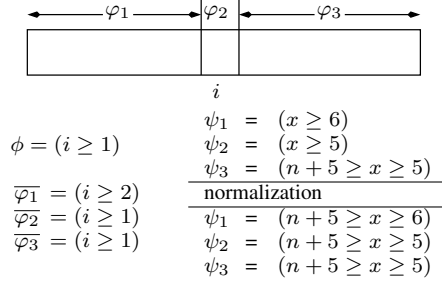 φ₁ φ₂ φ₃
i
ϕ = (i ≥ 1)
φ₁ = (i ≥ 2)
φ₂ = (i ≥ 1)
φ₃ = (i ≥ 1)
ψ₁ = (x ≥ 6)
ψ₂ = (x ≥ 5)
ψ₃ = (n + 5 ≥ x ≥ 5)
normalization
ψ₁ = (n + 5 ≥ x ≥ 6)
ψ₂ = (n + 5 ≥ x ≥ 5)
ψ₃ = (n + 5 ≥ x ≥ 5)